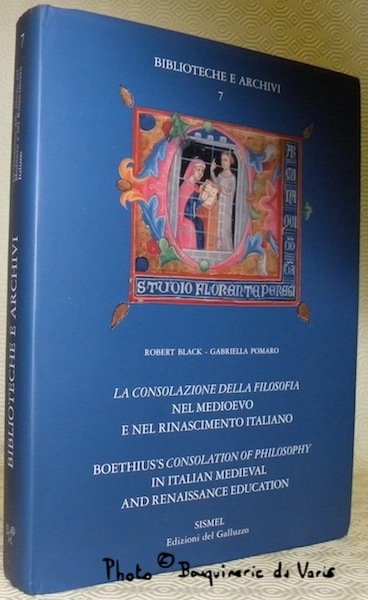 BIBLIOTECHE E ARCHIVI
7
STUDIO FLORENTE PEREGI
ROBERT BLACK - GABRIELLA POMARO
LA CONSOLAZIONE DELLA FILOSOFIA
NEL MEDIOEVO
E NEL RINASCIMENTO ITALIANO
BOETHIUS'S CONSOLATION OF PHILOSOPHY
IN ITALIAN MEDIEVAL
AND RENAISSANCE EDUCATION
SISMEL
Edizioni del Galluzzo
7
BIBLIOTECHE E ARCHIVI
Photo © Bouquinerie du Varis